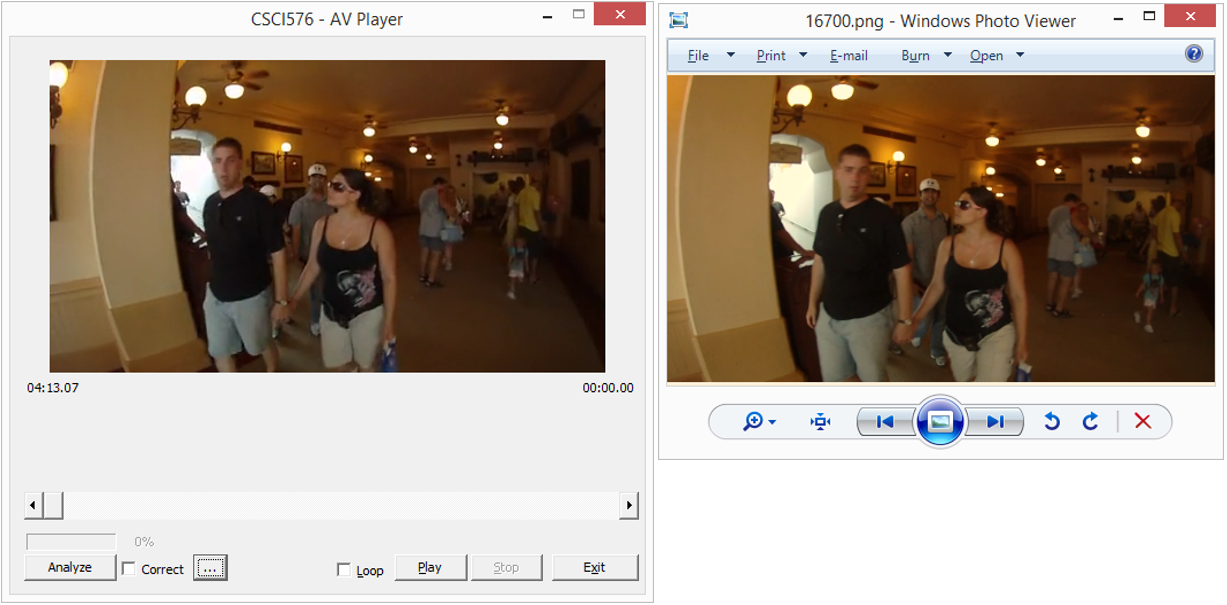 CSCI576 - AV Player
04:13.07
00:00.00
0%
Analyze
Correct
...
Loop
Play
Stop
Exit
16700.png - Windows Photo Viewer
File Print E-mail Burn Open